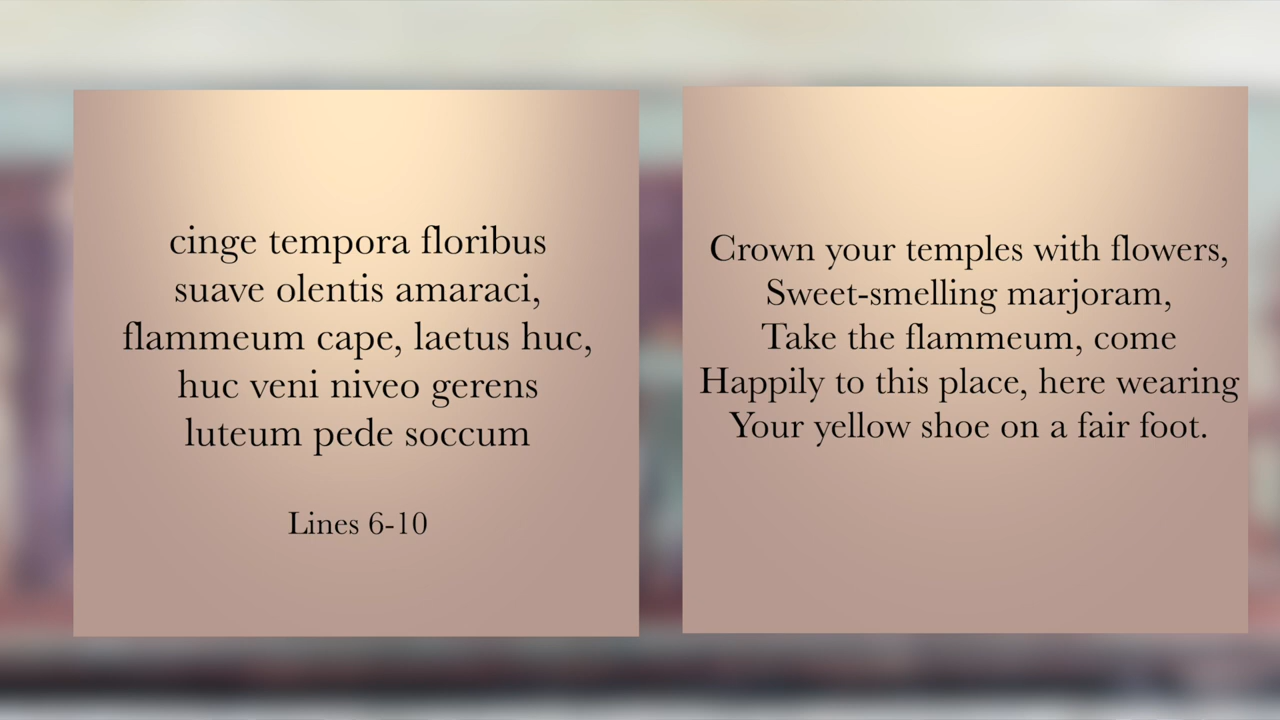 cinge tempora floribus
suave olentis amaraci,
flammeum cape, laetus huc,
huc veni niveo gerens
luteum pede soccum
Lines 6-10
Crown your temples with flowers,
Sweet-smelling marjoram,
Take the flammeum, come
Happily to this place, here wearing
Your yellow shoe on a fair foot.